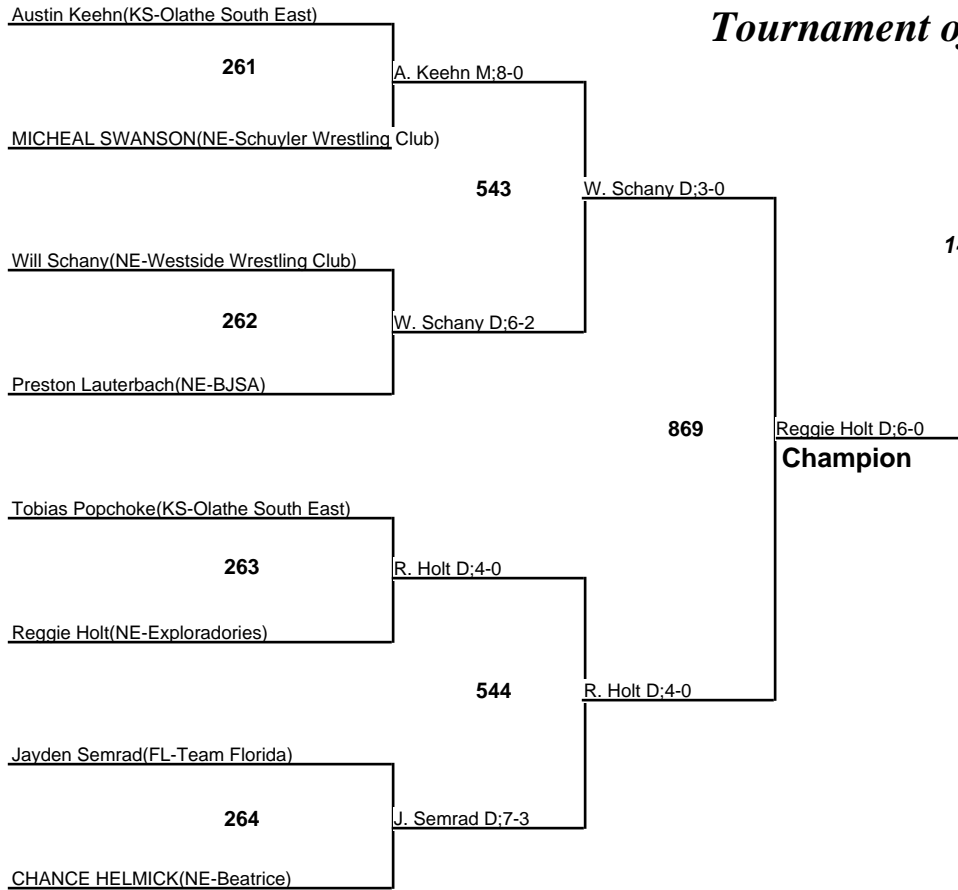 Austin Keehn(KS-Olathe South East)
Tournament o
261
A. Keehn M;8-0
MICHEAL SWANSON(NE-Schuyler Wrestling Club)
543
W. Schany D;3-0
Will Schany(NE-Westside Wrestling Club)
262
W. Schany D;6-2
Preston Lauterbach(NE-BJSA)
869
Reggie Holt D;6-0
Champion
Tobias Popchoke(KS-Olathe South East)
263
R. Holt D;4-0
Reggie Holt(NE-Exploradories)
544
R. Holt D;4-0
Jayden Semrad(FL-Team Florida)
264
J. Semrad D;7-3
CHANCE HELMICK(NE-Beatrice)